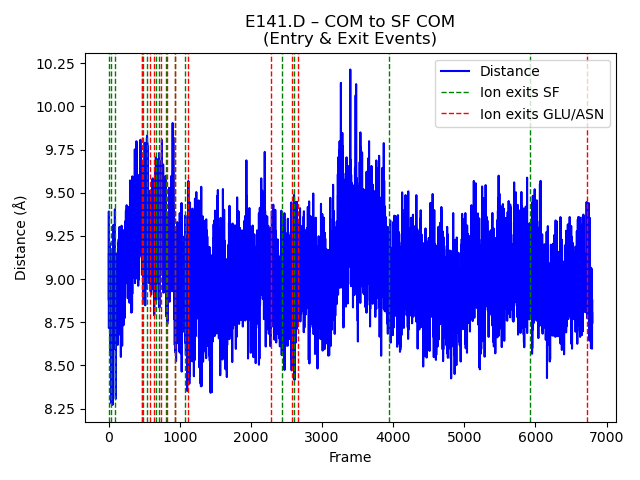 E141.D – COM to SF COM
(Entry & Exit Events)
Distance (Å)
10.25
10.00
9.75
9.50
9.25
9.00
8.75
8.50
8.25
Distance
Ion exits SF
Ion exits GLU/ASN
0
1000
2000
3000
4000
5000
6000
7000
Frame